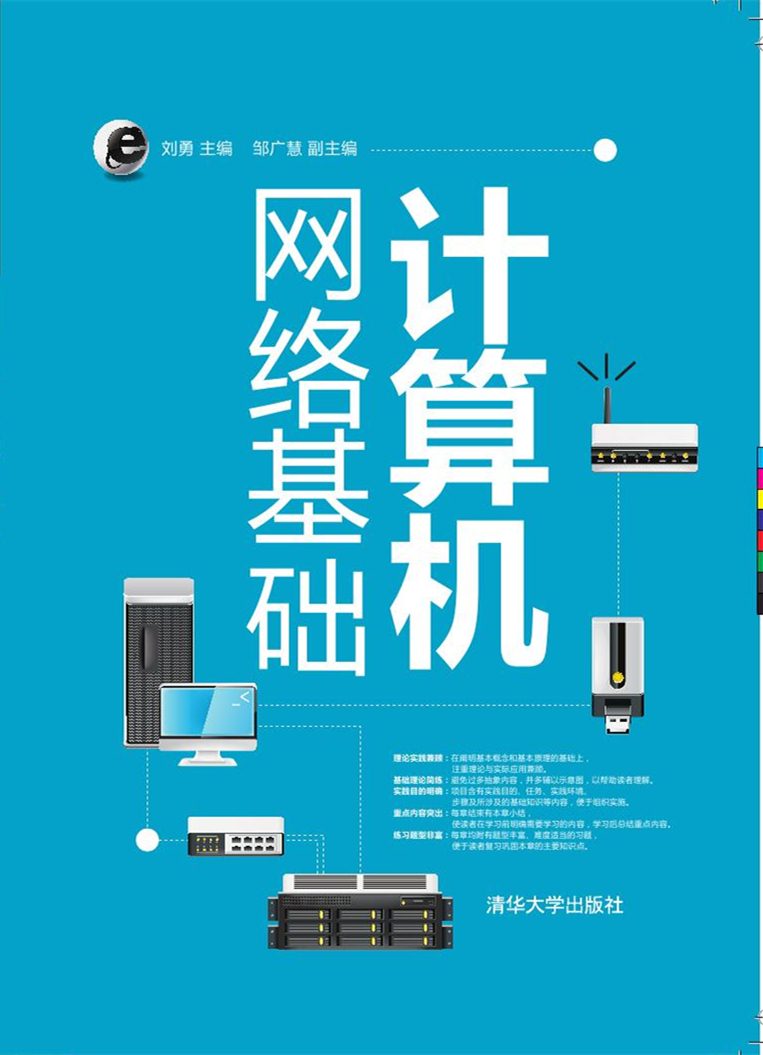 刘勇 主编 邹广慧 副主编
计算机
网络基础
理论实践兼顾：在阐明基本概念和基本原理的基础上，
注重理论与实际应用兼顾。
基础理论简练：避免过多抽象内容，并多辅以示意图，以帮助读者理解。
实践目的明确：项目含有实践目的、任务、实践环境、
步骤及所涉及的基础知识等内容，便于组织实施。
重点内容突出：每章结束有本章小结，
使读者在学习前明确需要学习的内容，学习后总结重点内容。
练习题型丰富：每章均附有题型丰富、难度适当的习题，
便于读者复习巩固本章的主要知识点。
清华大学出版社